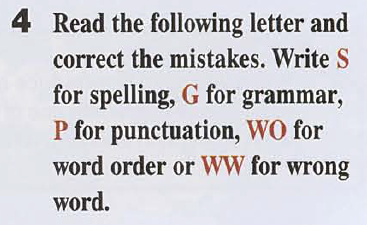 4 Read the following letter and
correct the mistakes. Write S
for spelling, G for grammar,
P for punctuation, WO for
word order or WW for wrong
word.